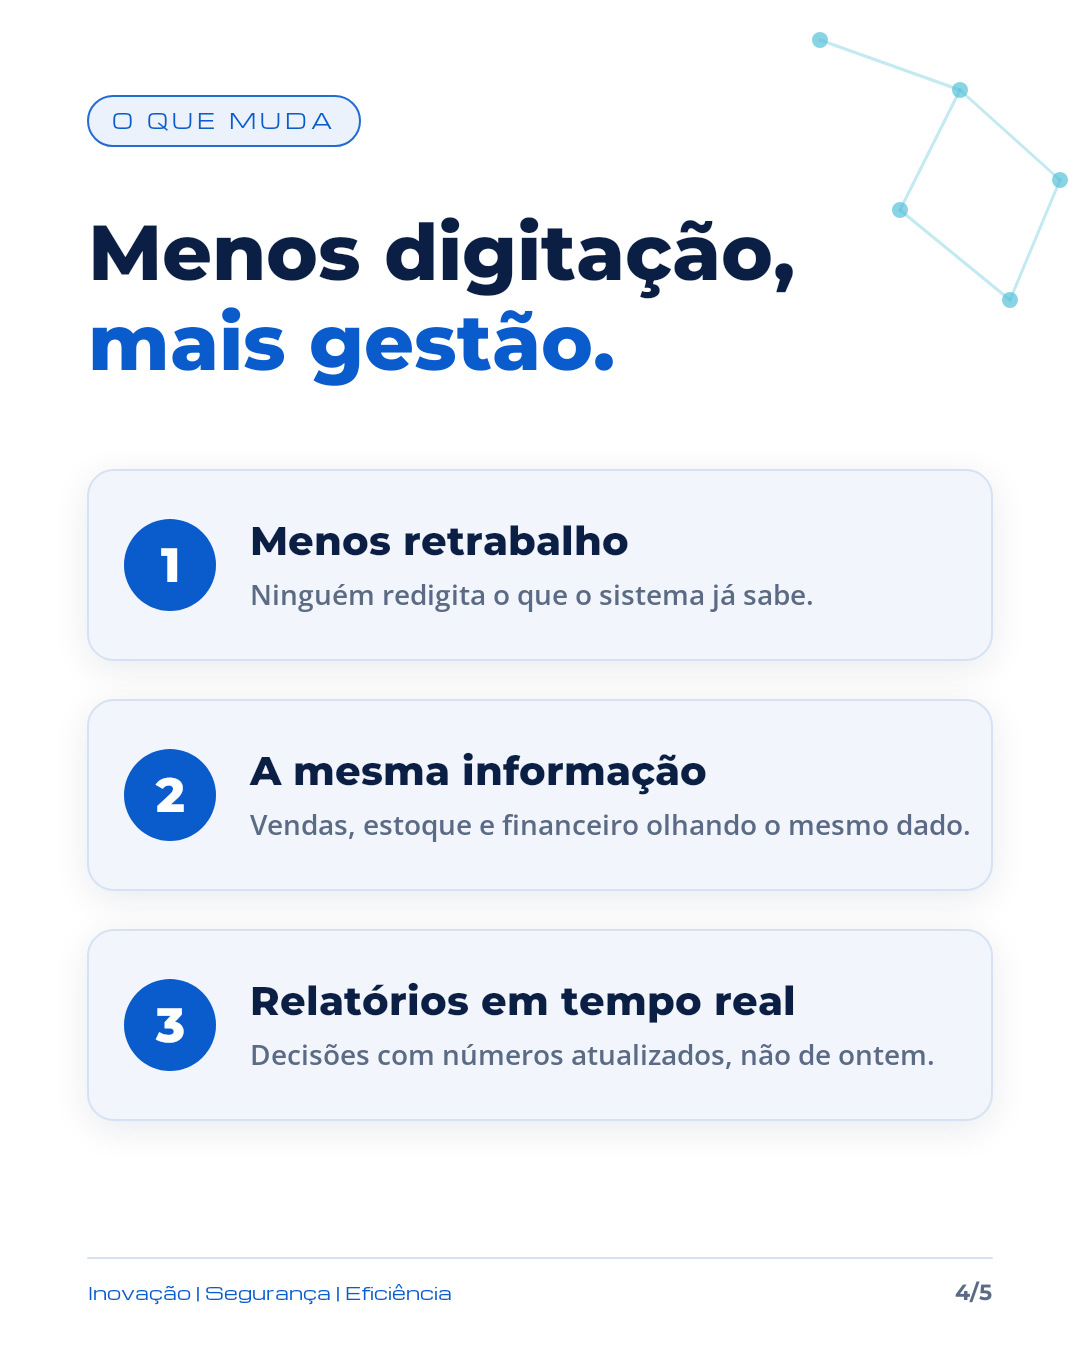 O QUE MUDA
Menos digitação,
mais gestão.
1
Menos retrabalho
Ninguém redigita o que o sistema já sabe.
2
A mesma informação
Vendas, estoque e financeiro olhando o mesmo dado.
3
Relatórios em tempo real
Decisões com números atualizados, não de ontem.
Inovação | Segurança | Eficiência
4/5